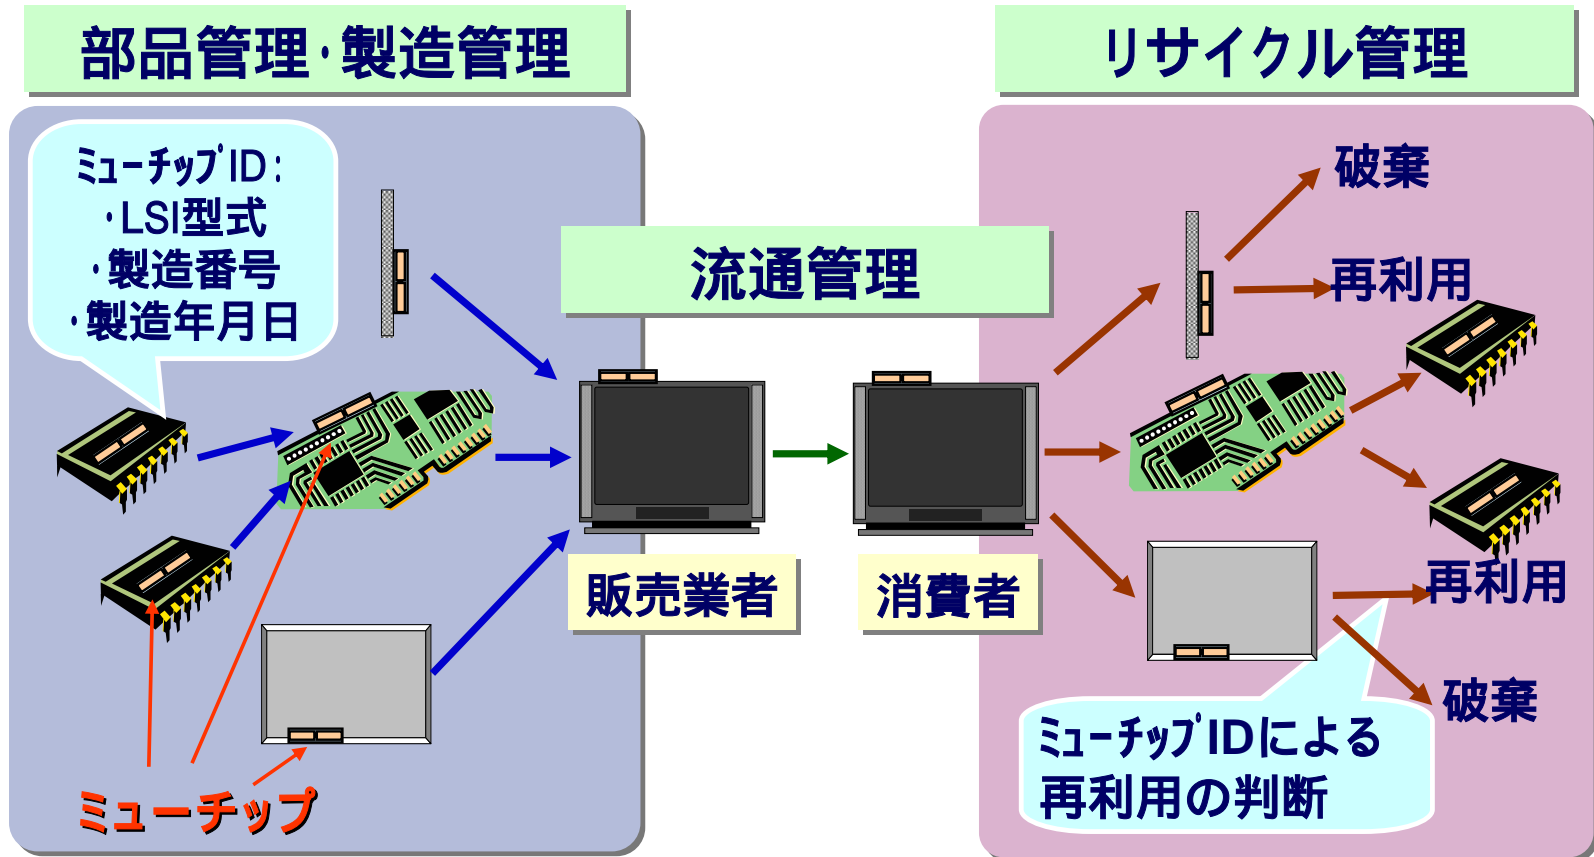 部品管理・製造管理
リサイクル管理
ﾐｭｰﾁｯﾌﾟID:
・LSI型式
・製造番号
・製造年月日
流通管理
破棄
再利用
販売業者
消費者
再利用
破棄
ﾐｭｰﾁｯﾌﾟIDによる
再利用の判断
ミューチップ